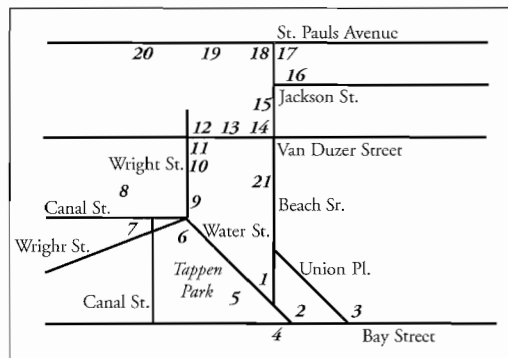 St. Pauls Avenue
20 19 18 17
16
15 Jackson St.
12 13 14
11 Van Duzer Street
Wright St. 10
8 21
9 Beach Sr.
Canal St.
7 6 Water St.
Wrighr St.
Tappen Union Pl.
Park 1
Canal St. 5 2 3
4 Bay Street